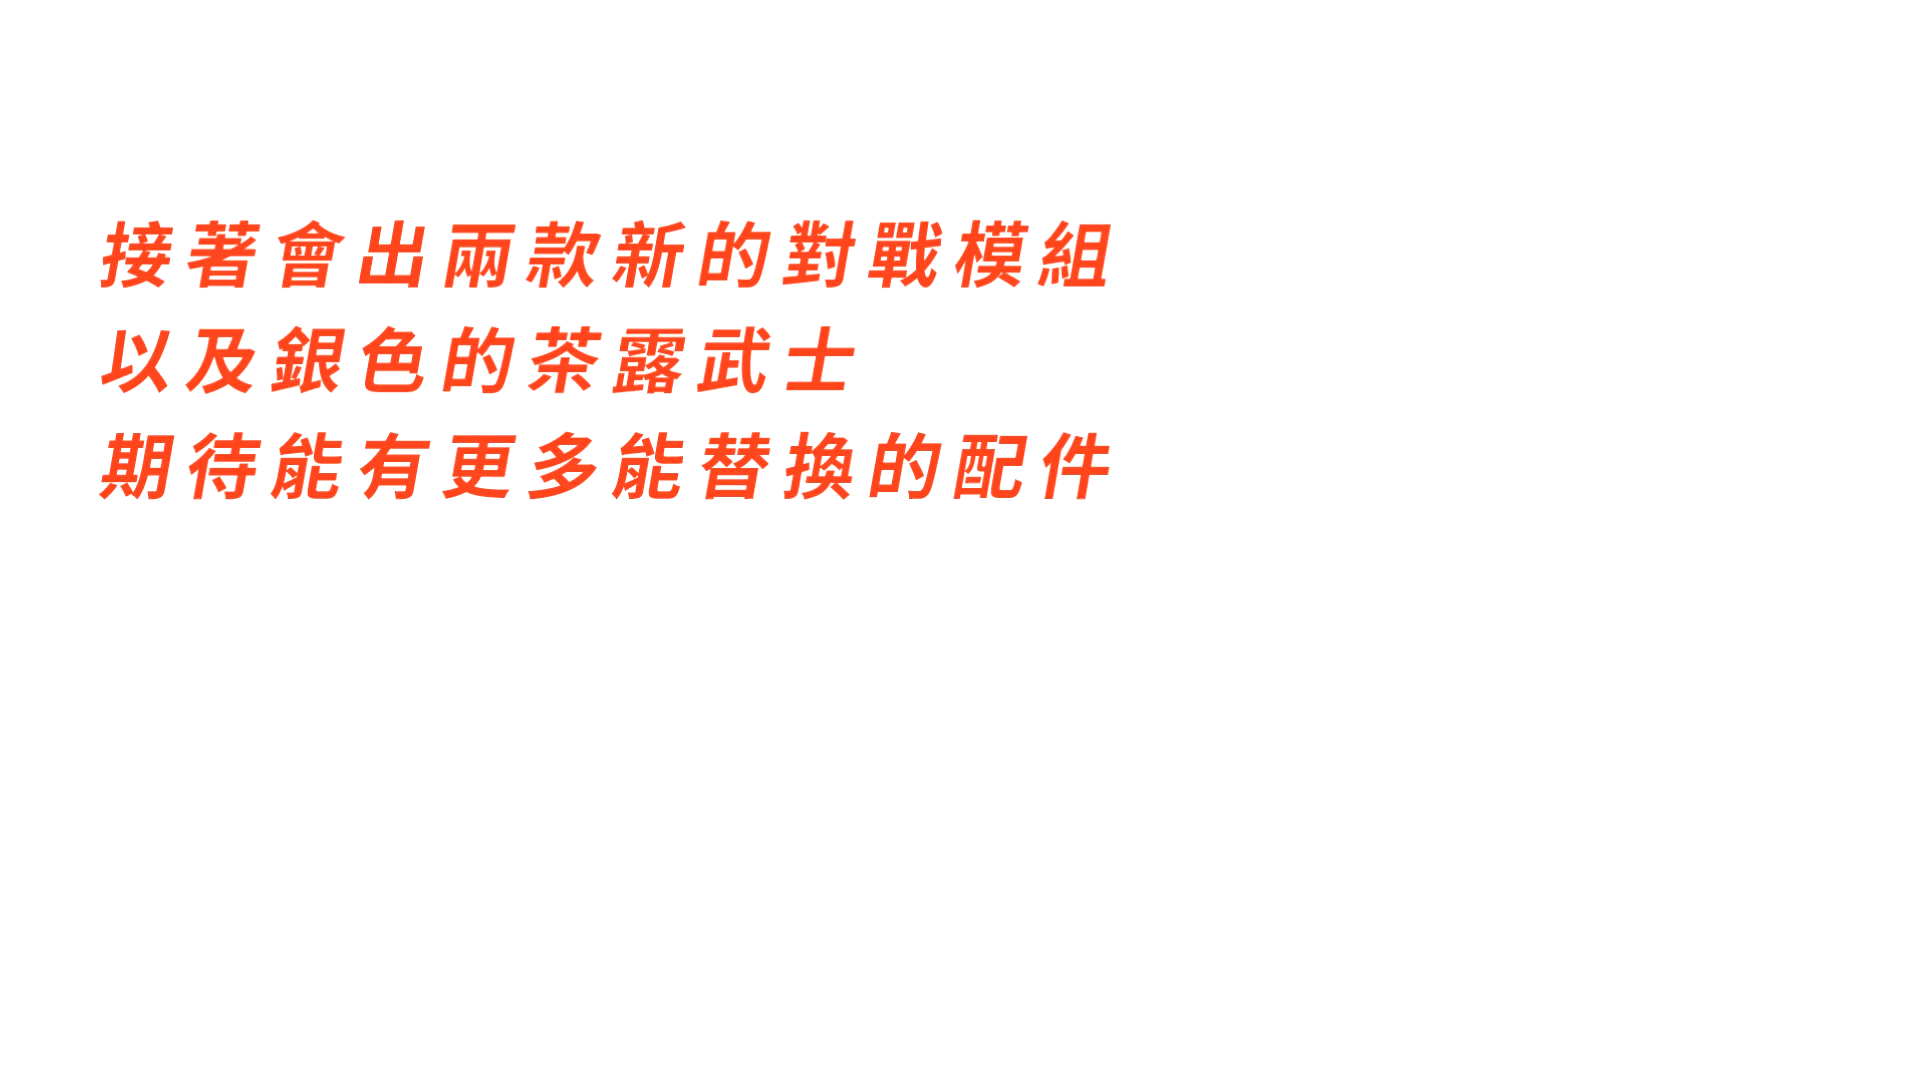 接著會出兩款新的對戰模組
以及銀色的茶露武士
期待能有更多能替換的配件